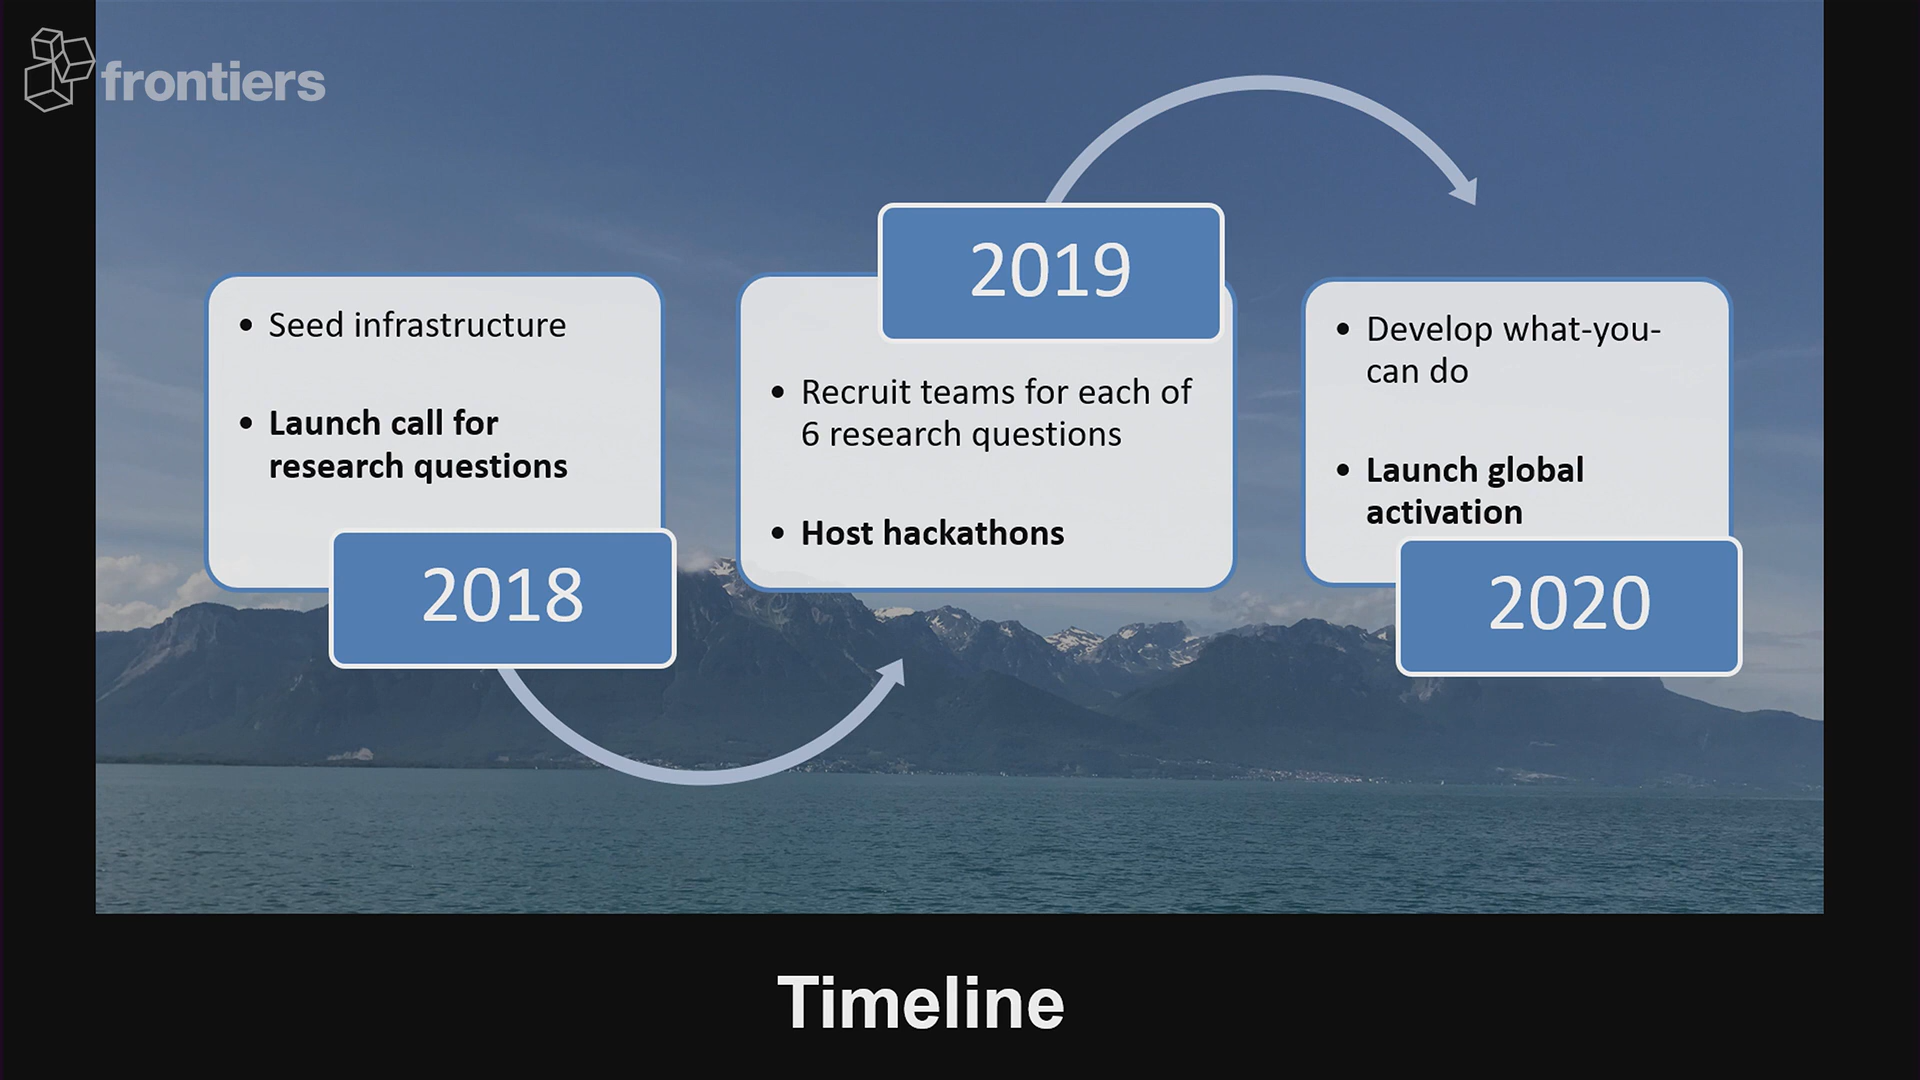 frontiers
• Seed infrastructure
• Launch call for
research questions
2018
2019
• Recruit teams for each of
6 research questions
• Host hackathons
• Develop what-you-
can do
• Launch global
activation
2020
Timeline